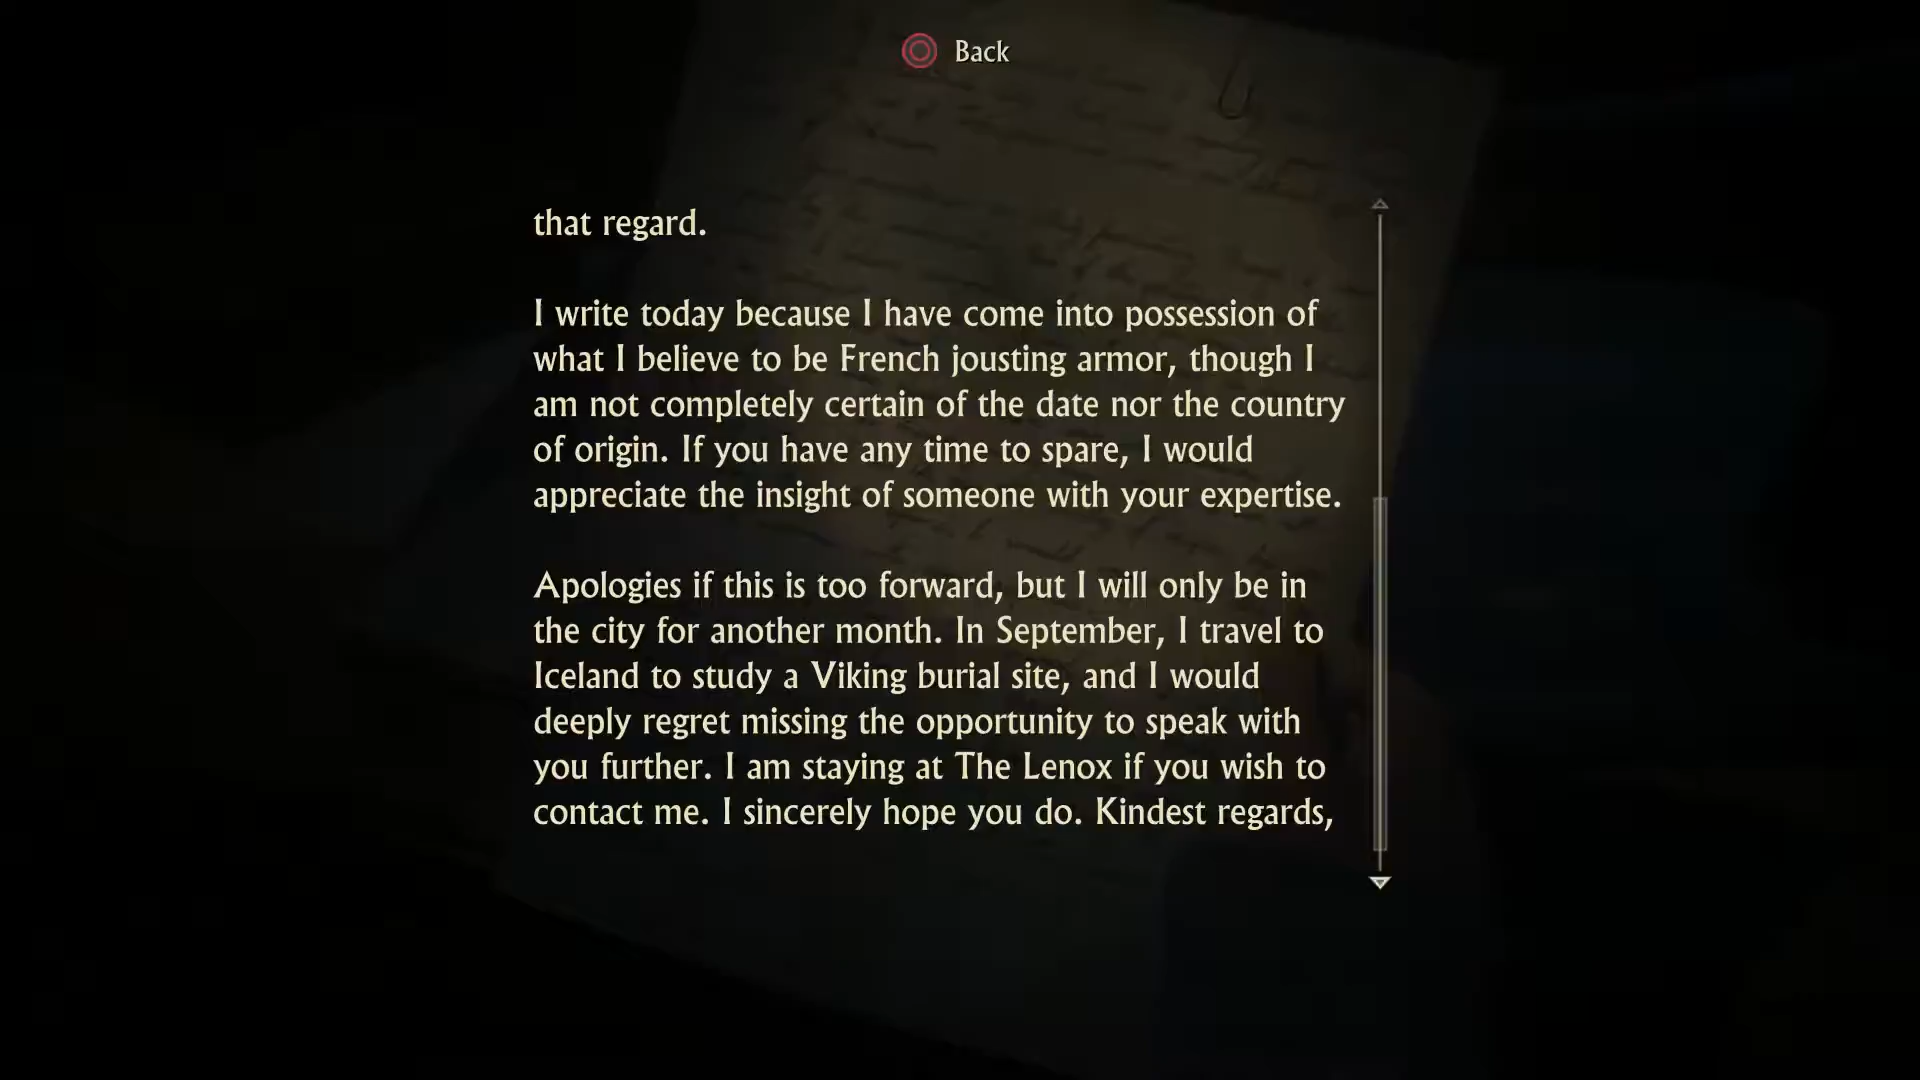 Back
that regard.
I write today because I have come into possession of
what I believe to be French jousting armor, though I
am not completely certain of the date nor the country
of origin. If you have any time to spare, I would
appreciate the insight of someone with your expertise.
Apologies if this is too forward, but I will only be in
the city for another month. In September, I travel to
Iceland to study a Viking burial site, and I would
deeply regret missing the opportunity to speak with
you further. I am staying at The Lenox if you wish to
contact me. I sincerely hope you do. Kindest regards,